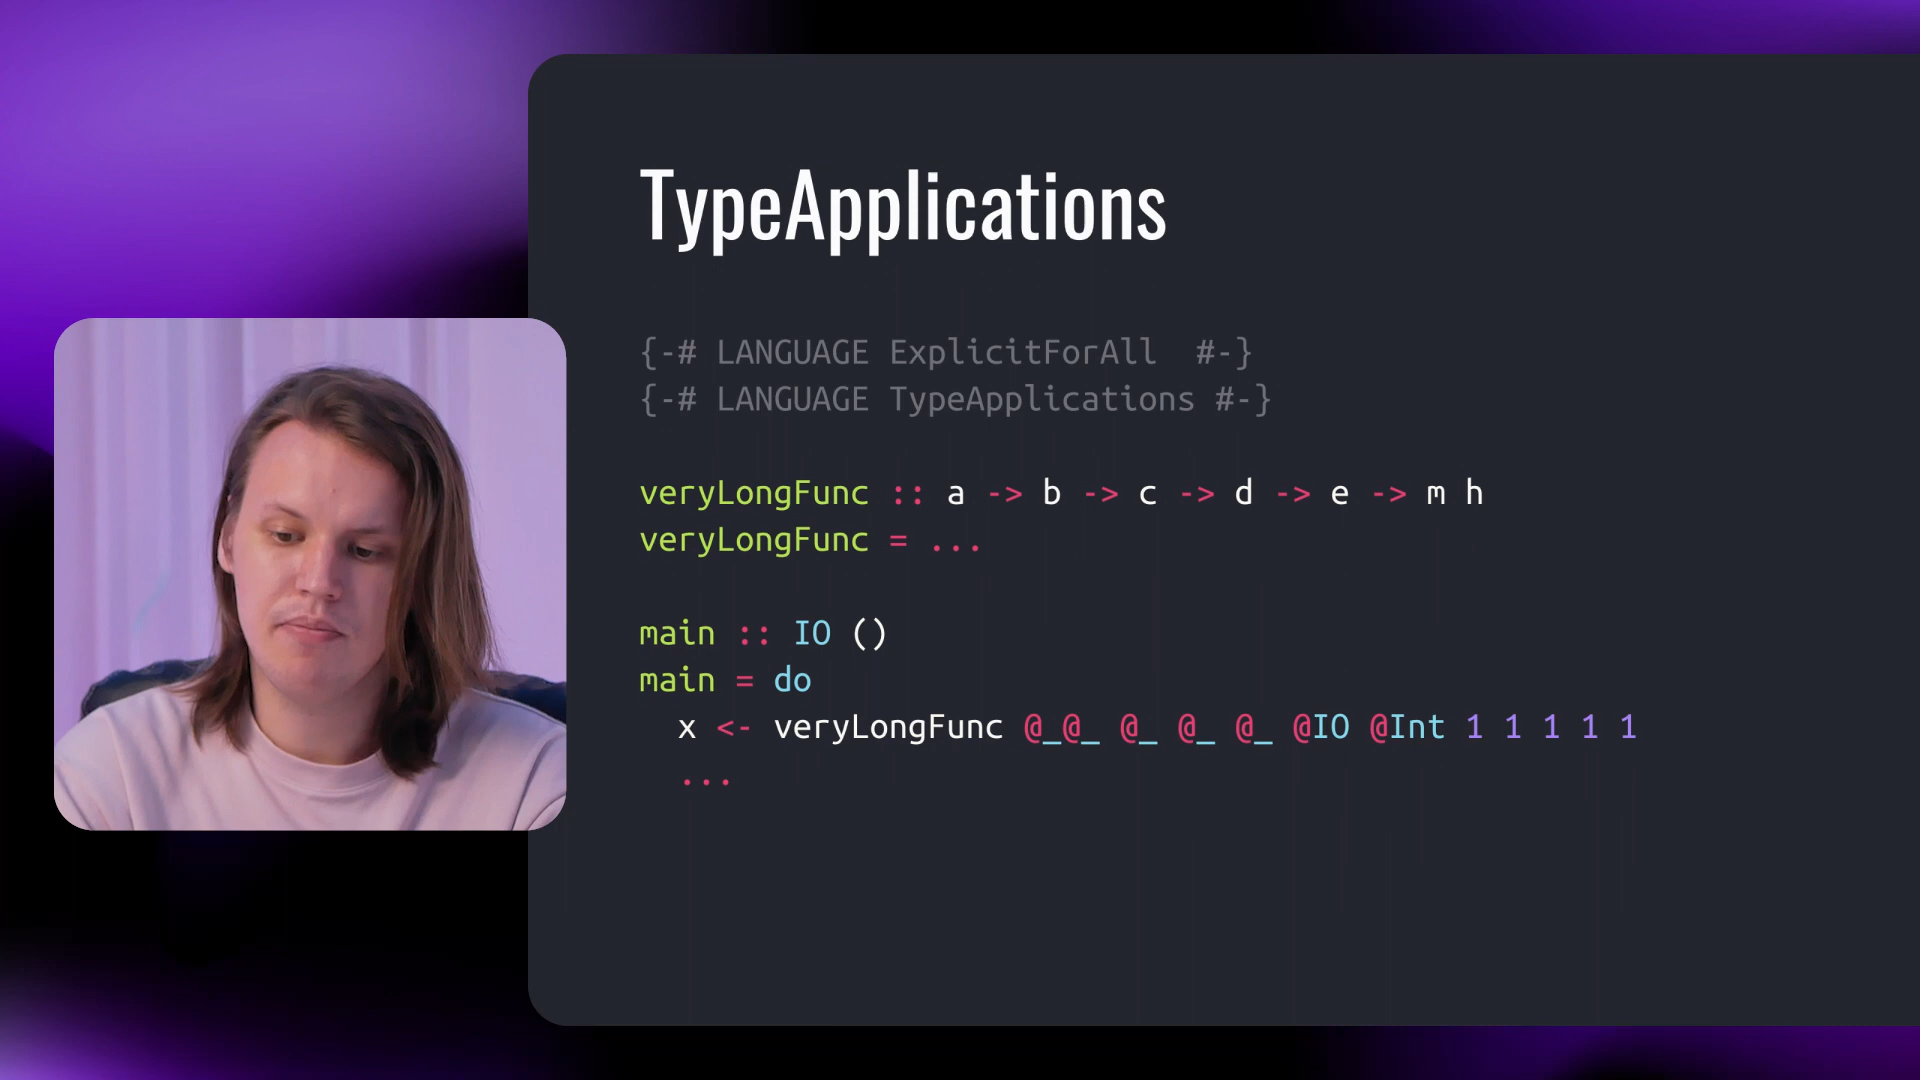 TypeApplications
{-# LANGUAGE ExplicitForAll  #-}
{-# LANGUAGE TypeApplications #-}
veryLongFunc :: a -> b -> c -> d -> e -> m h
veryLongFunc = ...
main :: IO ()
main = do
  x <- veryLongFunc @_@_ @_ @_ @_ @IO @Int 1 1 1 1 1
  ...